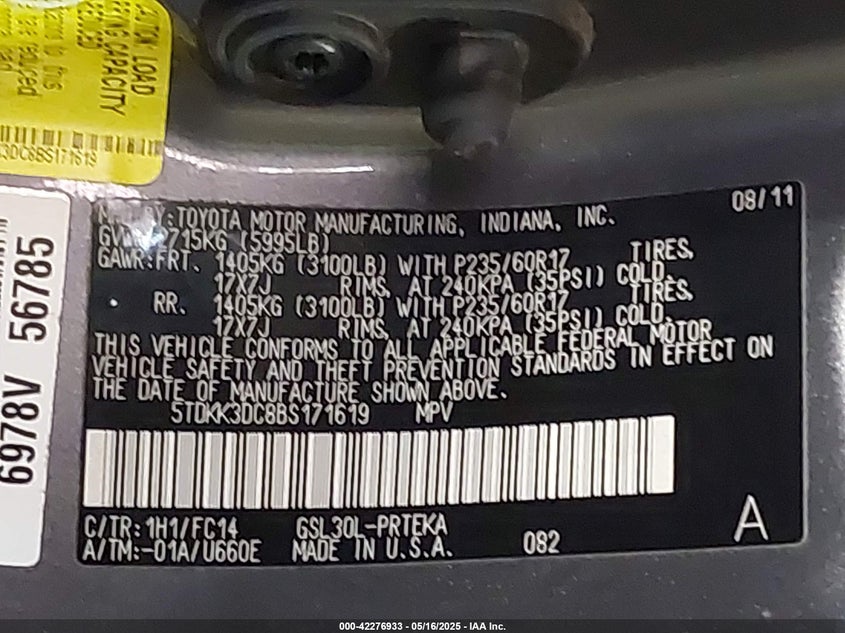 TION LOAD
CAPACITY
reduced
3DC8BS171619
6978V 56785
08/11
TOYOTA MOTOR MANUFACTURING, INDIANA, INC.
715KG (5995LB)
GAWR:FRT. 1405KG (3100LB) WITH P235/60R17 TIRES,
17X7J RIMS, AT 240KPA (35PSI) COLD.
RR. 1405KG (3100LB) WITH P235/60R17 TIRES,
17X7J RIMS, AT 240KPA (35PSI) COLD.
THIS VEHICLE CONFORMS TO ALL APPLICABLE FEDERAL MOTOR
VEHICLE SAFETY AND THEFT PREVENTION STANDARDS IN EFFECT ON
THE DATE OF MANUFACTURE SHOWN ABOVE.
5TDKK3DC8BS171619 MPV
C/TR: 1H1/FC14 GSL30L-PRTEKA
A/TM:-01A/U660E MADE IN U.S.A. 082
A
000-42276933 - 05/16/2025 - IAA Inc.